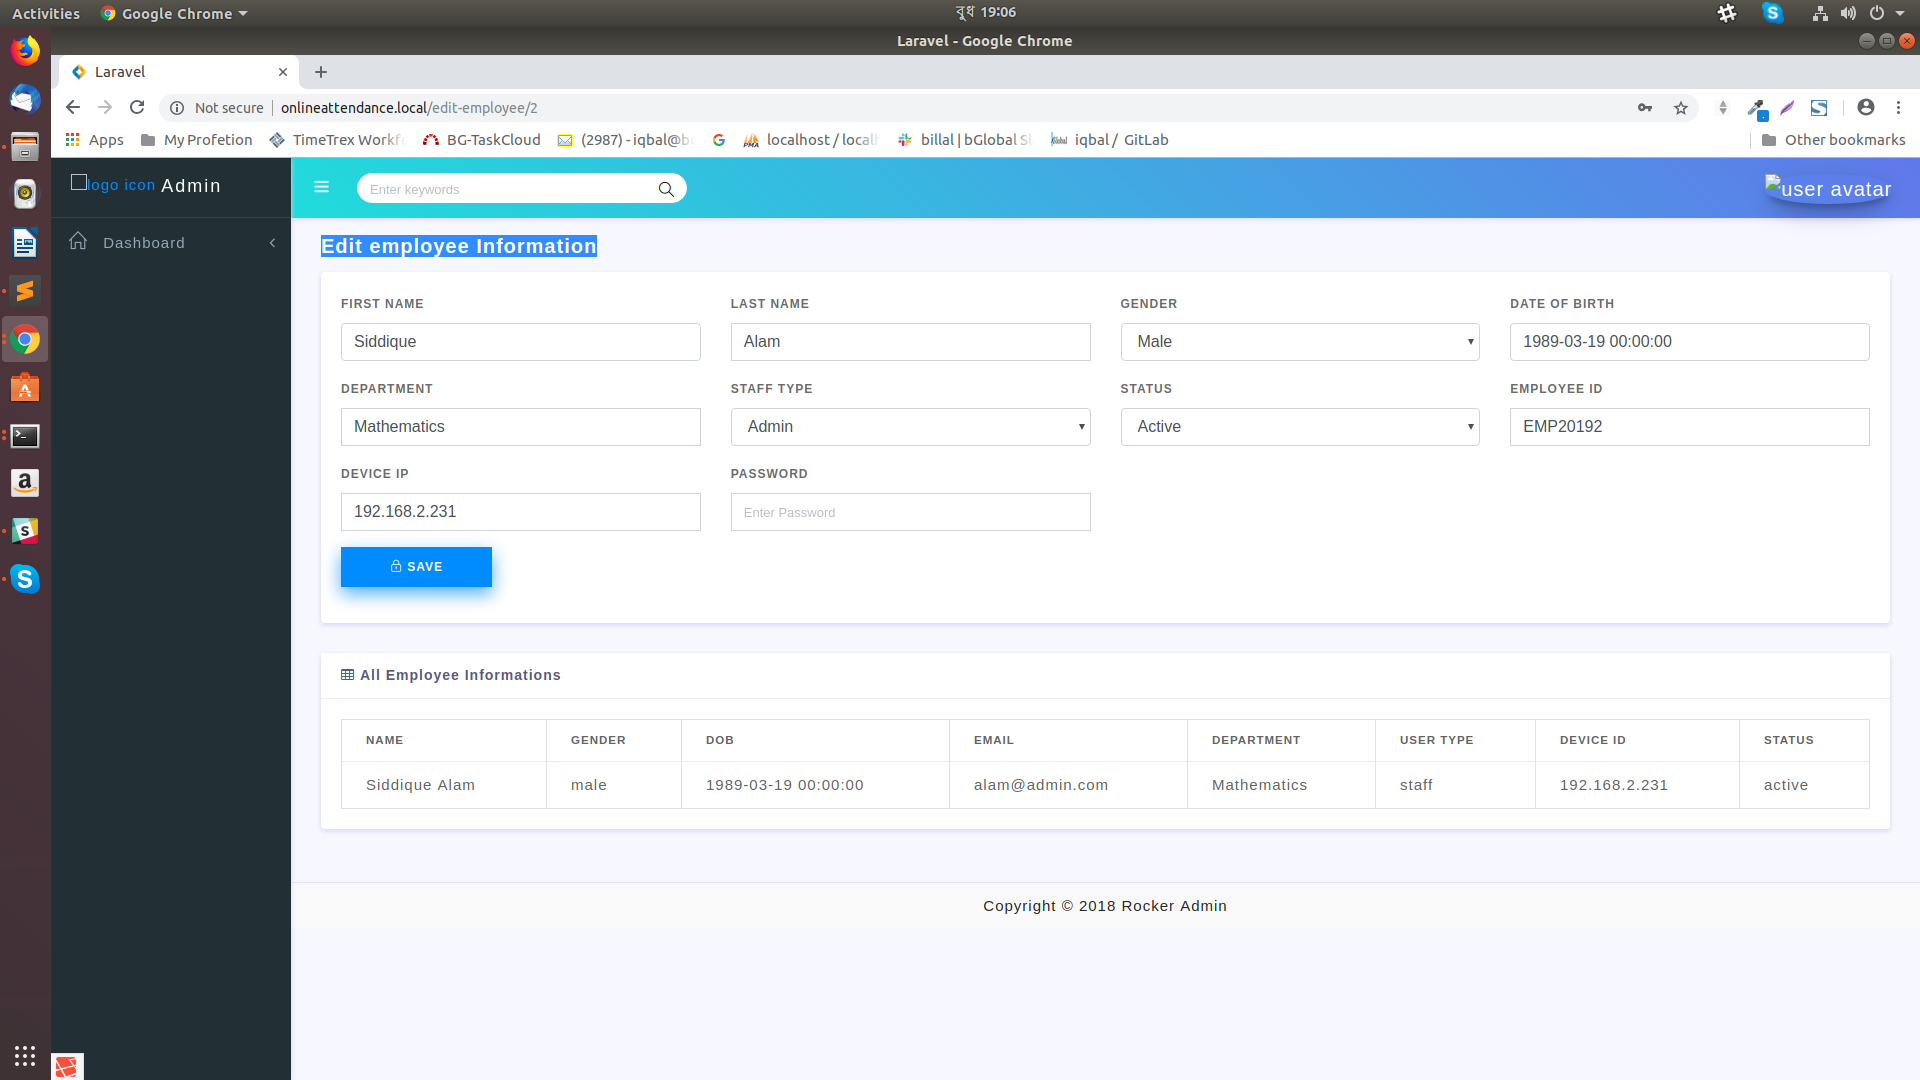 Activities Google Chrome বুধ 19:06
Laravel - Google Chrome
Laravel
Not secure onlineattendance.local/edit-employee/2
Apps My Profetion TimeTrex Workf BG-TaskCloud (2987) - iqbal@b localhost / local billal | bGlobal S iqbal / GitLab Other bookmarks
logo icon Admin Enter keywords user avatar
Dashboard
Edit employee Information
FIRST NAME LAST NAME GENDER DATE OF BIRTH
Siddique Alam Male 1989-03-19 00:00:00
DEPARTMENT STAFF TYPE STATUS EMPLOYEE ID
Mathematics Admin Active EMP20192
DEVICE IP PASSWORD
192.168.2.231 Enter Password
SAVE
All Employee Informations
NAME GENDER DOB EMAIL DEPARTMENT USER TYPE DEVICE ID STATUS
Siddique Alam male 1989-03-19 00:00:00 alam@admin.com Mathematics staff 192.168.2.231 active
Copyright © 2018 Rocker Admin